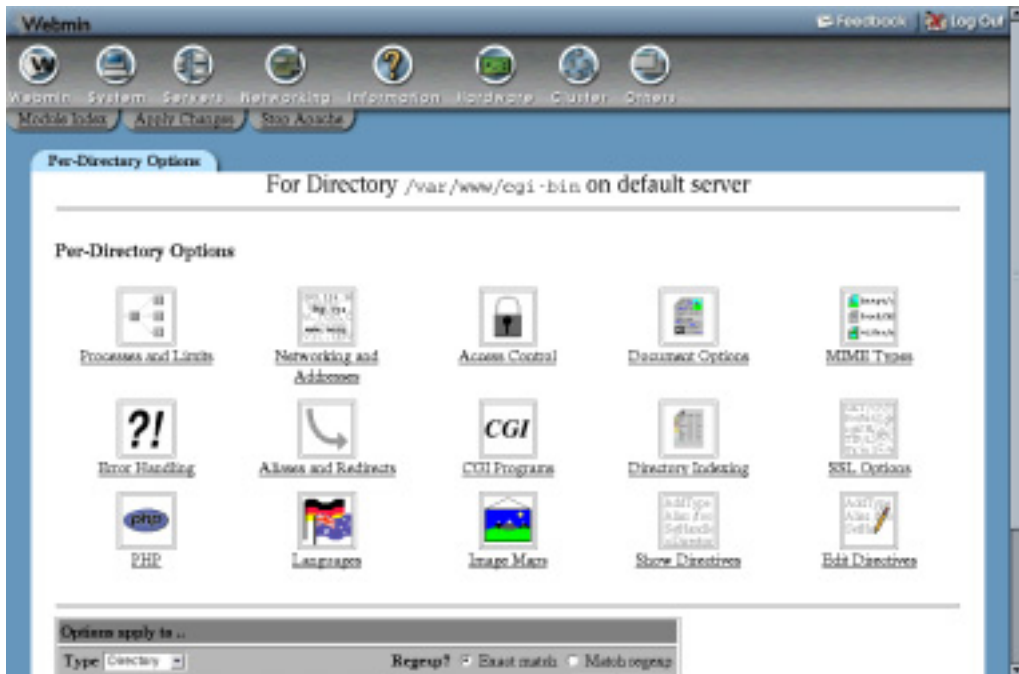 Webmin
Feedback Log Out
Webmin System Servers Networking Information Hardware Cluster Others
Module Index Apply Changes Stop Apache
Per-Directory Options
For Directory /var/www/cgi-bin on default server
Per-Directory Options
Processes and Limits
Networking and Addresses
Access Control
Document Options
MIME Types
?!
Error Handling
Aliases and Redirects
CGI
CGI Programs
Directory Indexing
SSL Options
php
PHP
Languages
Image Maps
Show Directives
Edit Directives
Options apply to ..
Type Directory Regexp? Exact match Match regexp